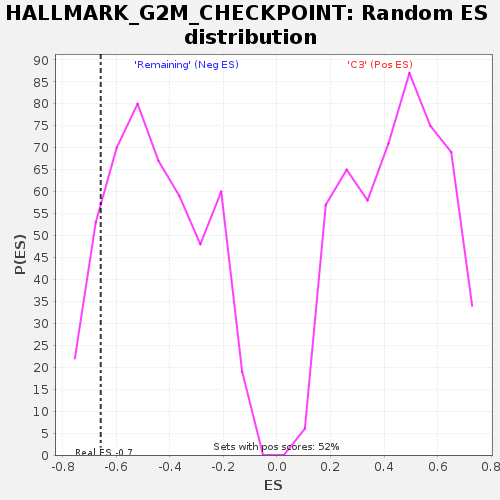 HALLMARK_G2M_CHECKPOINT: Random ES
distribution
'Remaining' (Neg ES)
'C3' (Pos ES)
P(ES)
90
85
80
75
70
65
60
55
50
45
40
35
30
25
20
15
10
5
0
Sets with pos scores: 52%
Real ES -0.7
-0.8 -0.6 -0.4 -0.2 0.0 0.2 0.4 0.6 0.8
ES